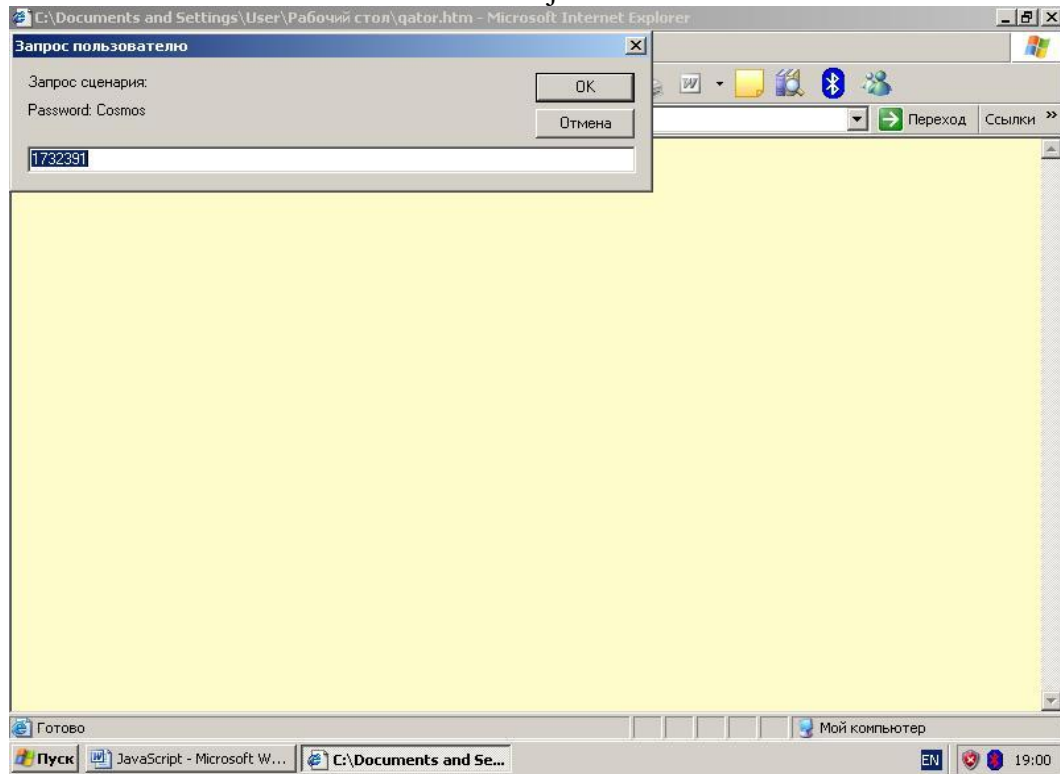 C:\Documents and Settings\User\Рабочий стол\qator.htm - Microsoft Internet Explorer
Запрос пользователю
Запрос сценария:
Password: Cosmos
OK
Отмена
1732391
Переход
Ссылки »
Готово
Мой компьютер
Пуск
JavaScript - Microsoft W...
C:\Documents and Se...
EN
19:00